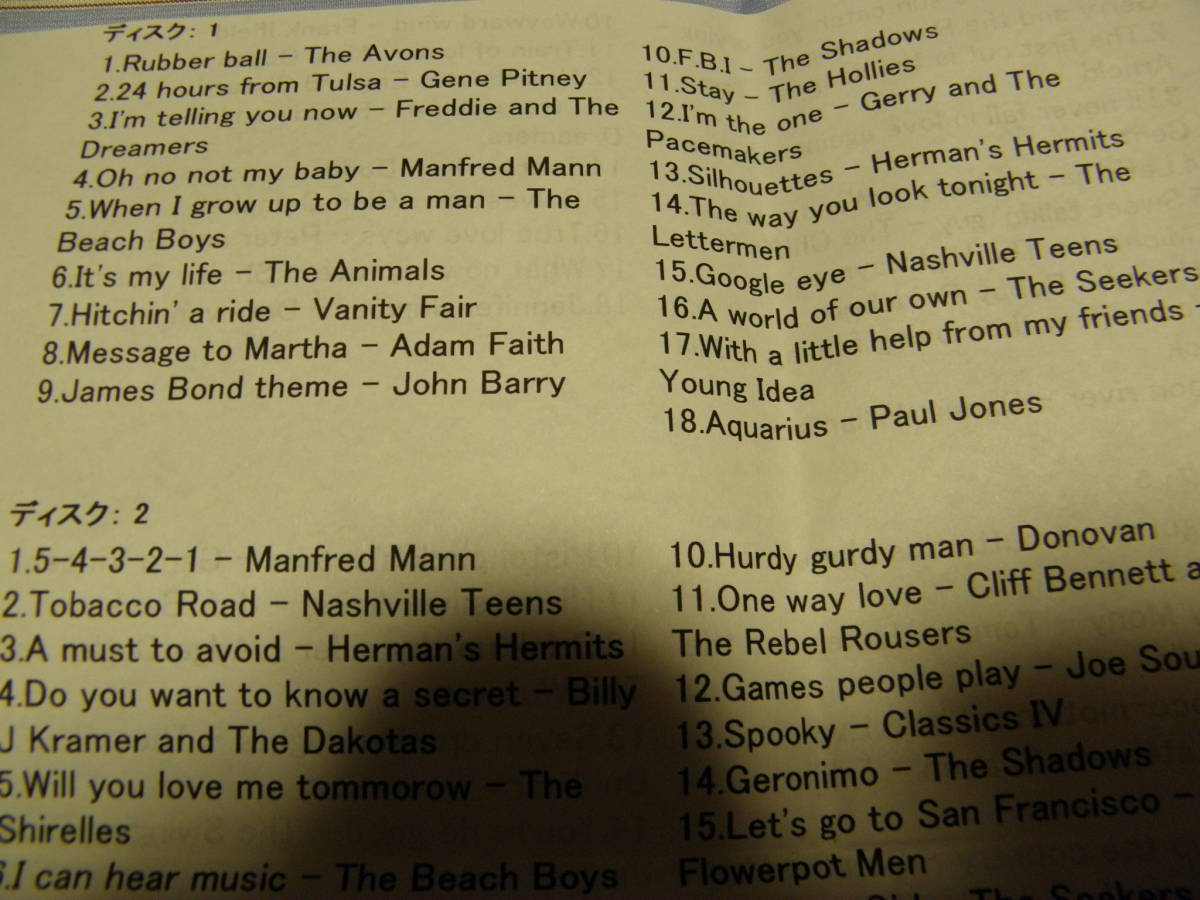 ディスク: 1
1.Rubber ball - The Avons
2.24 hours from Tulsa - Gene Pitney
3.I'm telling you now - Freddie and The
Dreamers
4.Oh no not my baby - Manfred Mann
5.When I grow up to be a man - The
Beach Boys
6.It's my life - The Animals
7.Hitchin' a ride - Vanity Fair
8.Message to Martha - Adam Faith
9.James Bond theme - John Barry
10.F.B.I - The Shadows
11.Stay - The Hollies
12.I'm the one - Gerry and The
Pacemakers
13.Silhouettes - Herman's Hermits
14.The way you look tonight - The
Lettermen
15.Google eye - Nashville Teens
16.A world of our own - The Seekers
17.With a little help from my friends -
Young Idea
18.Aquarius - Paul Jones
ディスク: 2
1.5-4-3-2-1 - Manfred Mann
2.Tobacco Road - Nashville Teens
3.A must to avoid - Herman's Hermits
4.Do you want to know a secret - Billy
J Kramer and The Dakotas
5.Will you love me tommorow - The
Shirelles
6.I can hear music - The Beach Boys
10.Hurdy gurdy man - Donovan
11.One way love - Cliff Bennett a
The Rebel Rousers
12.Games people play - Joe Sou
13.Spooky - Classics IV
14.Geronimo - The Shadows
15.Let's go to San Francisco -
Flowerpot Men
The Seekers